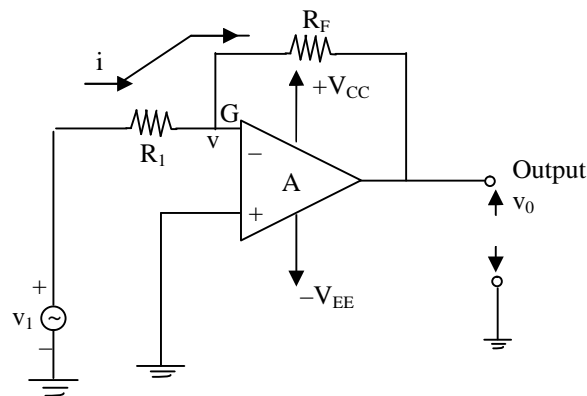 R_F
i
+V_CC
G
R_1
v
−
A
Output
+
v_0
+
−V_EE
v_1
~
−